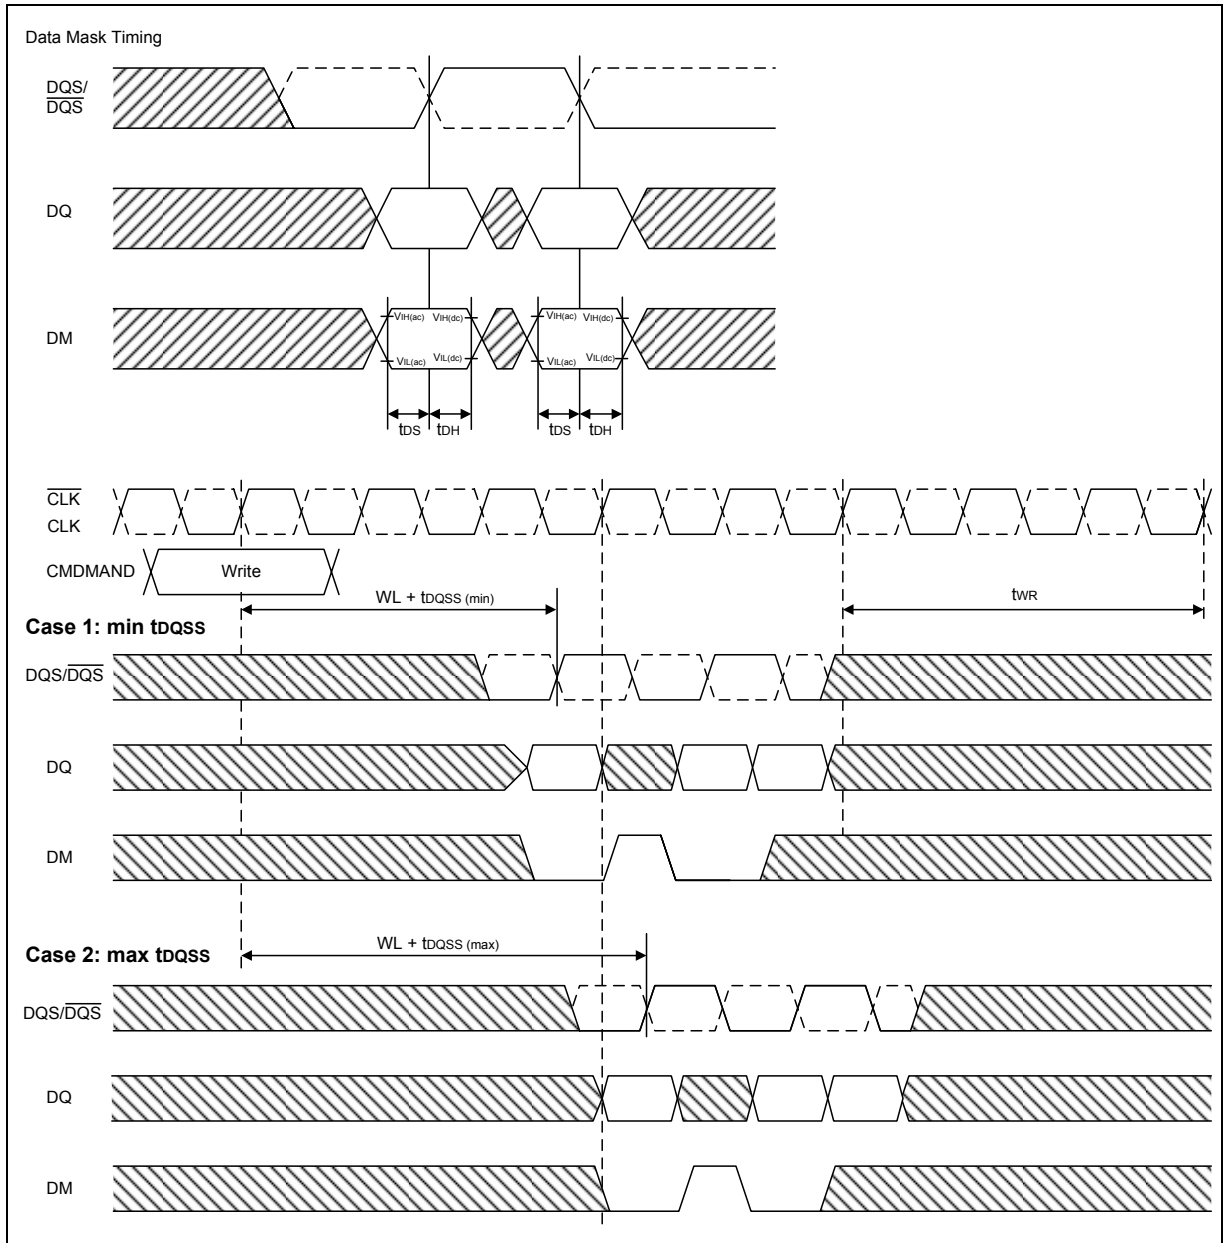 Data Mask Timing
DQS/
DQS
DQ
DM
VIH(ac) VIH(dc) VIH(ac) VIH(dc)
VIL(ac) VIL(dc) VIL(ac) VIL(dc)
tDS tDH tDS tDH
CLK
CLK
CMDMAND Write
WL + tDQSS (min) tWR
Case 1: min tDQSS
DQS/DQS
DQ
DM
Case 2: max tDQSS WL + tDQSS (max)
DQS/DQS
DQ
DM